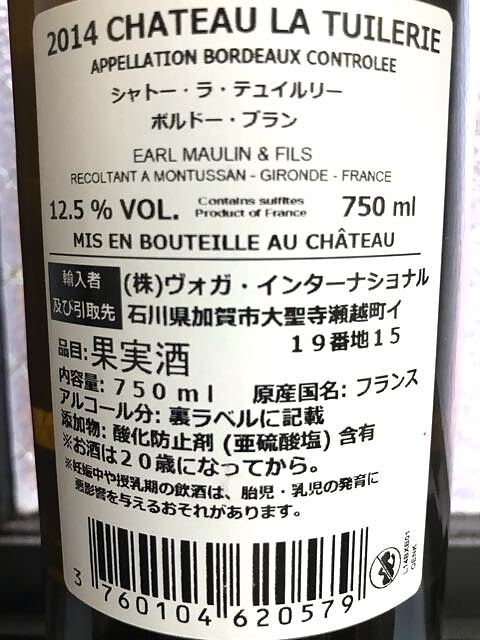 2014 CHATEAU LA TUILERIE
APPELLATION BORDEAUX CONTROLEE
シャトー・ラ・テュイルリー
ボルドー・ブラン
EARL MAULIN & FILS
RECOLTANT A MONTUSSAN - GIRONDE - FRANCE
12.5 % VOL. Contains sulfites 750 ml
Product of France
MIS EN BOUTEILLE AU CHÂTEAU
輸入者 (株)ヴォガ・インターナショナル
及び引取先 石川県加賀市大聖寺瀬越町イ
19番地15
品目:果実酒
内容量:750ml 原産国名:フランス
アルコール分:裏ラベルに記載
添加物:酸化防止剤(亜硫酸塩)含有
※お酒は20歳になってから。
※妊娠中や授乳期の飲酒は、胎児・乳児の発育に
悪影響を与えるおそれがあります。
3 760104 620579
L14BXB01
GENK